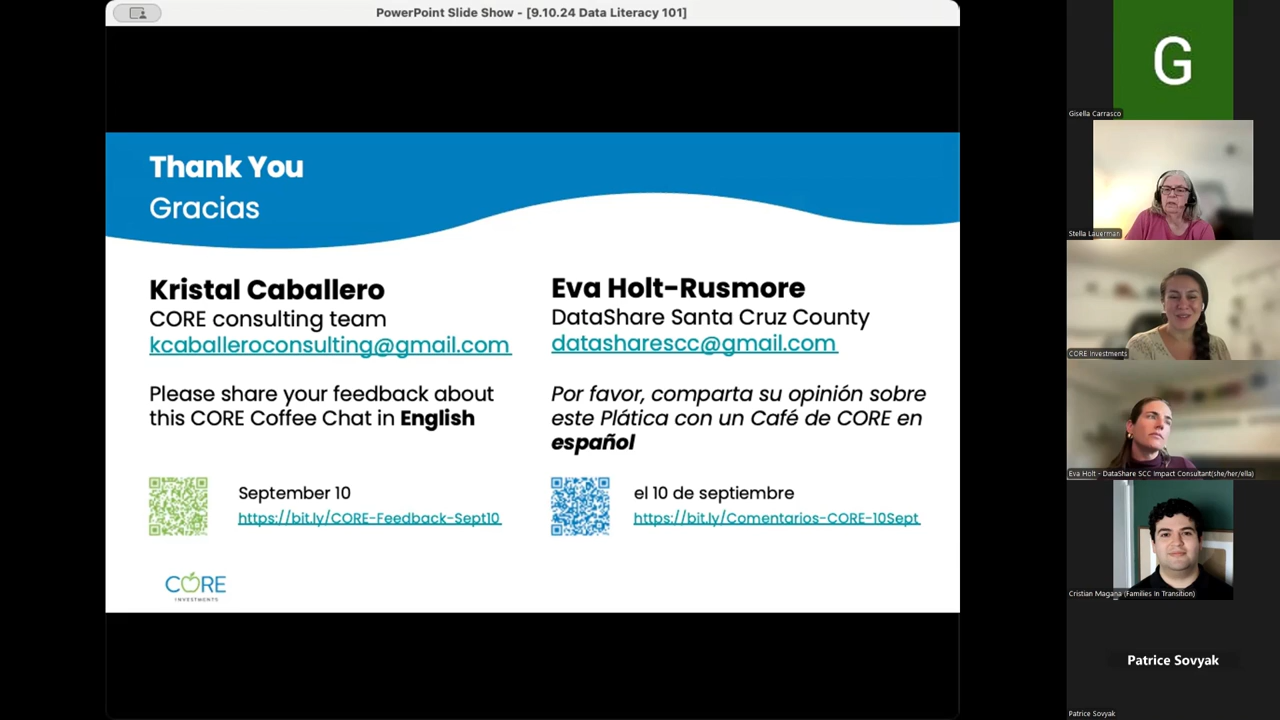 PowerPoint Slide Show - [9.10.24 Data Literacy 101]
Thank You
Gracias
Kristal Caballero
CORE consulting team
kcaballeroconsulting@gmail.com
Please share your feedback about
this CORE Coffee Chat in English
September 10
https://bit.ly/CORE-Feedback-Sept10
Eva Holt-Rusmore
DataShare Santa Cruz County
datasharescc@gmail.com
Por favor, comparta su opinión sobre
este Plática con un Café de CORE en
español
el 10 de septiembre
https://bit.ly/Comentarios-CORE-10Sept
CORE
INVESTMENTS
G
Gisella Carrasco
Stella Lauerman
CORE Investments
Eva Holt - DataShare SCC Impact Consultant(she/her/ella)
Cristian Magana (Families In Transition)
Patrice Sovyak
Patrice Sovyak